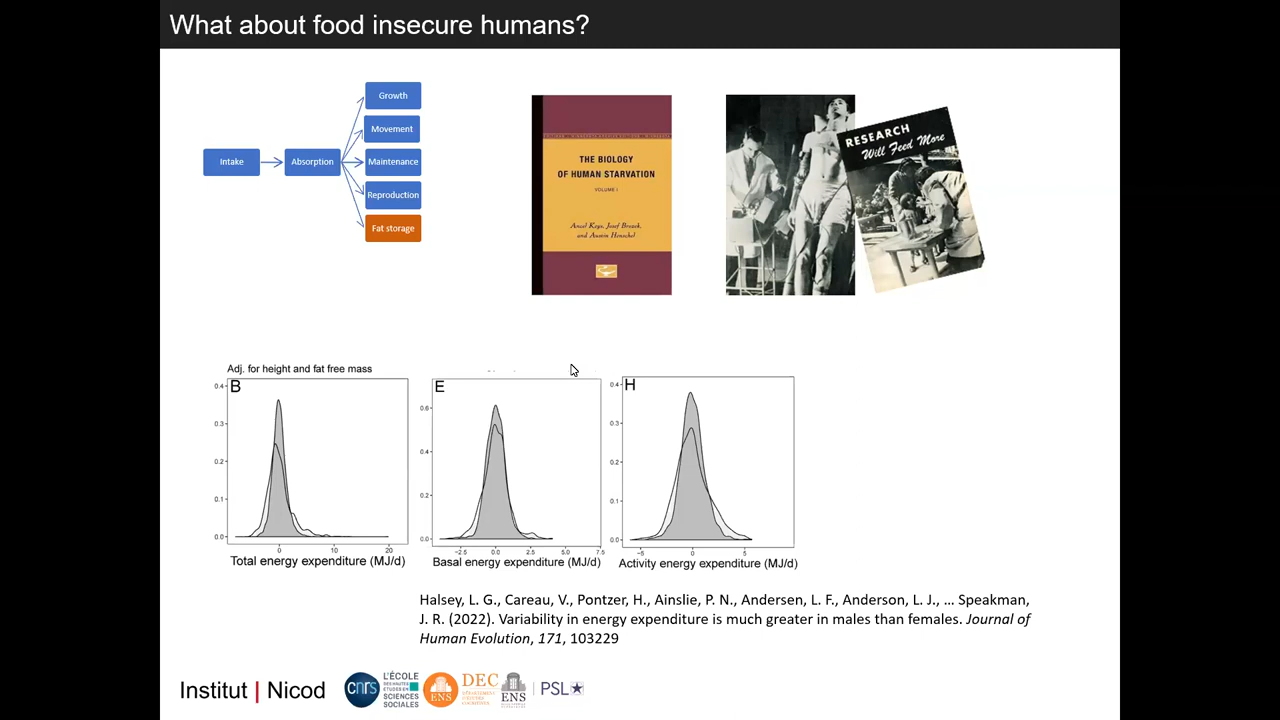 What about food insecure humans?
Growth
Movement
Intake
Absorption
Maintenance
Reproduction
Fat storage
THE BIOLOGY
OF HUMAN STARVATION
VOLUME I
Ancel Keys, Josef Brozek,
and Austin Henschel
RESEARCH
Will Feed More
Adj. for height and fat free mass
B
0.4
0.3
0.2
0.1
0.0
0
10
20
Total energy expenditure (MJ/d)
E
0.6
0.4
0.2
0.0
-2.5
0.0
2.5
5.0
7.5
Basal energy expenditure (MJ/d)
H
0.4
0.3
0.2
0.1
0.0
-5
0
5
Activity energy expenditure (MJ/d)
Halsey, L. G., Careau, V., Pontzer, H., Ainslie, P. N., Andersen, L. F., Anderson, L. J., … Speakman,
J. R. (2022). Variability in energy expenditure is much greater in males than females. Journal of
Human Evolution, 171, 103229
Institut | Nicod
cnrs
L'ÉCOLE
DES HAUTES
ÉTUDES EN
SCIENCES
SOCIALES
ENS
DEC
DÉPARTEMENT
D'ÉTUDES
COGNITIVES
ENS
PSL